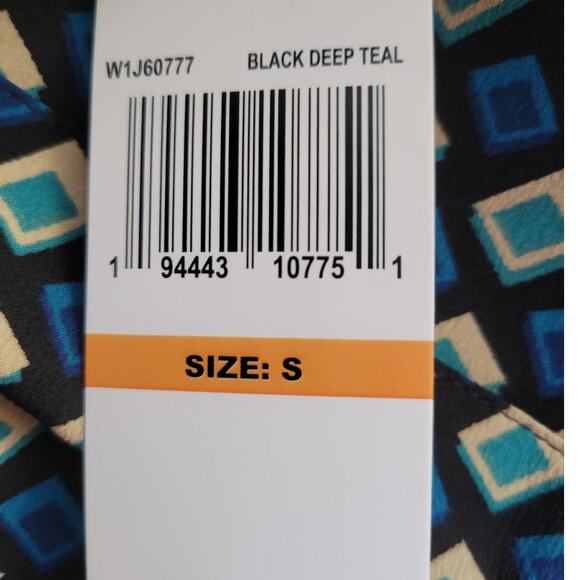 W1J60777 BLACK DEEP TEAL
1 94443 10775 1
SIZE: S